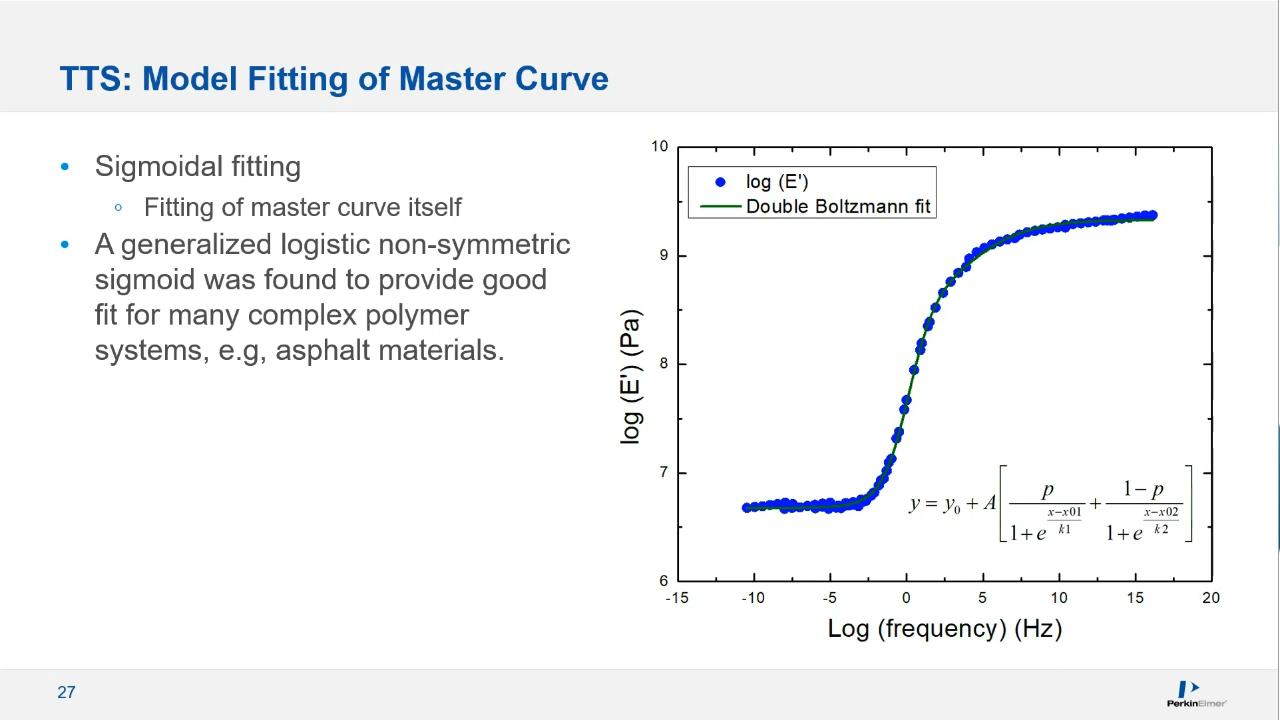 TTS: Model Fitting of Master Curve
• Sigmoidal fitting
◦ Fitting of master curve itself
• A generalized logistic non-symmetric
sigmoid was found to provide good
fit for many complex polymer
systems, e.g, asphalt materials.
10
9
8
7
6
log (E') (Pa)
log (E')
Double Boltzmann fit
y = y₀ + A [ p / (1 + e^((x−x01)/k1)) + (1 − p) / (1 + e^((x−x02)/k2)) ]
-15 -10 -5 0 5 10 15 20
Log (frequency) (Hz)
27
PerkinElmer